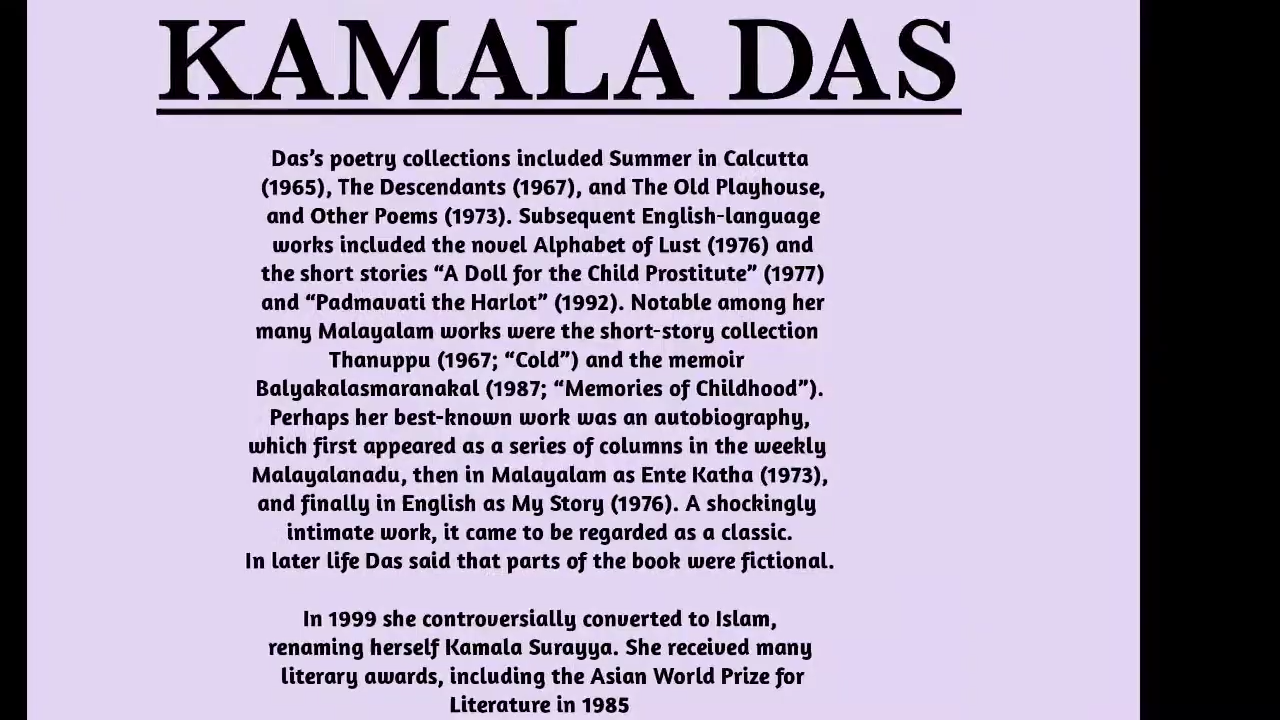 KAMALA DAS
Das's poetry collections included Summer in Calcutta
(1965), The Descendants (1967), and The Old Playhouse,
and Other Poems (1973). Subsequent English-language
works included the novel Alphabet of Lust (1976) and
the short stories “A Doll for the Child Prostitute” (1977)
and “Padmavati the Harlot” (1992). Notable among her
many Malayalam works were the short-story collection
Thanuppu (1967; “Cold”) and the memoir
Balyakalasmaranakal (1987; “Memories of Childhood”).
Perhaps her best-known work was an autobiography,
which first appeared as a series of columns in the weekly
Malayalanadu, then in Malayalam as Ente Katha (1973),
and finally in English as My Story (1976). A shockingly
intimate work, it came to be regarded as a classic.
In later life Das said that parts of the book were fictional.
In 1999 she controversially converted to Islam,
renaming herself Kamala Surayya. She received many
literary awards, including the Asian World Prize for
Literature in 1985